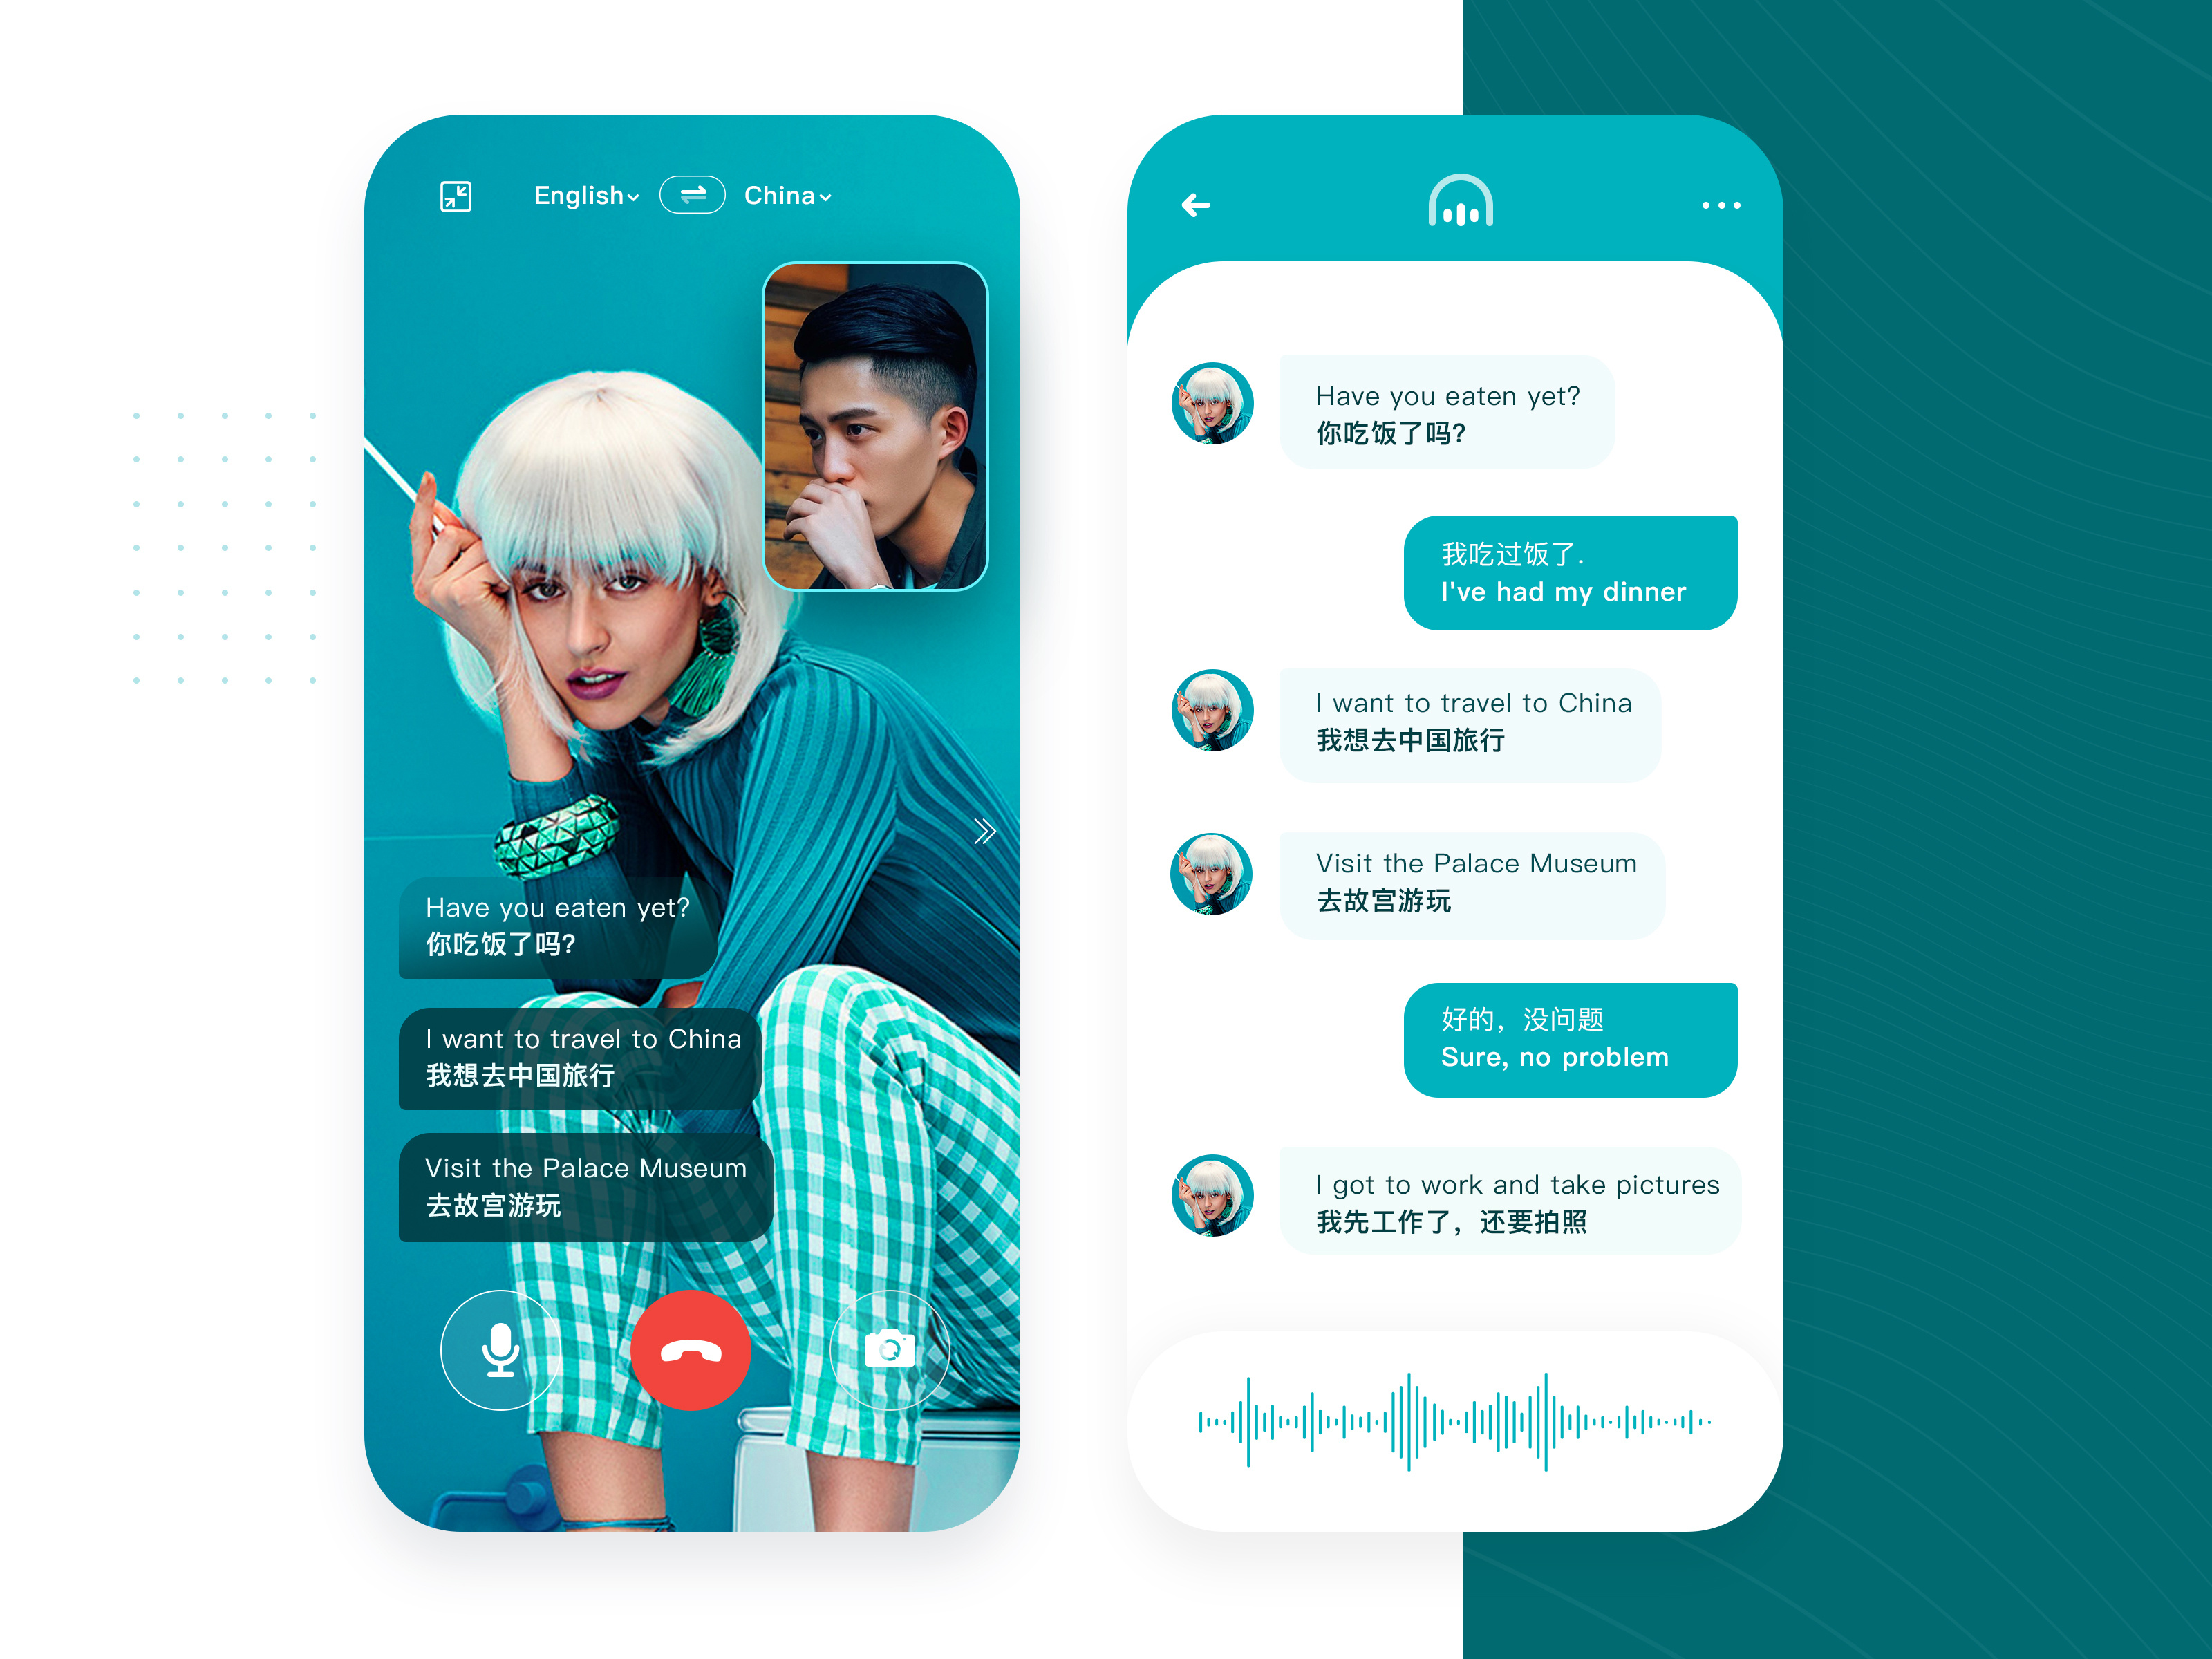 English
China
Have you eaten yet?
你吃饭了吗?
I want to travel to China
我想去中国旅行
Visit the Palace Museum
去故宫游玩
Have you eaten yet?
你吃饭了吗?
我吃过饭了.
I've had my dinner
I want to travel to China
我想去中国旅行
Visit the Palace Museum
去故宫游玩
好的，没问题
Sure, no problem
I got to work and take pictures
我先工作了，还要拍照